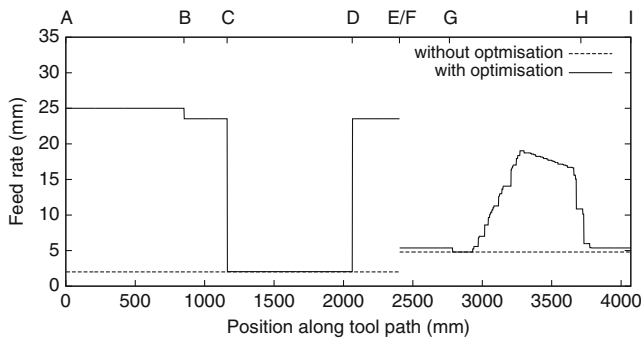 A B C D E/F G H I
35
30
25
20
15
10
5
0
Feed rate (mm)
without optmisation
with optimisation
0 500 1000 1500 2000 2500 3000 3500 4000
Position along tool path (mm)